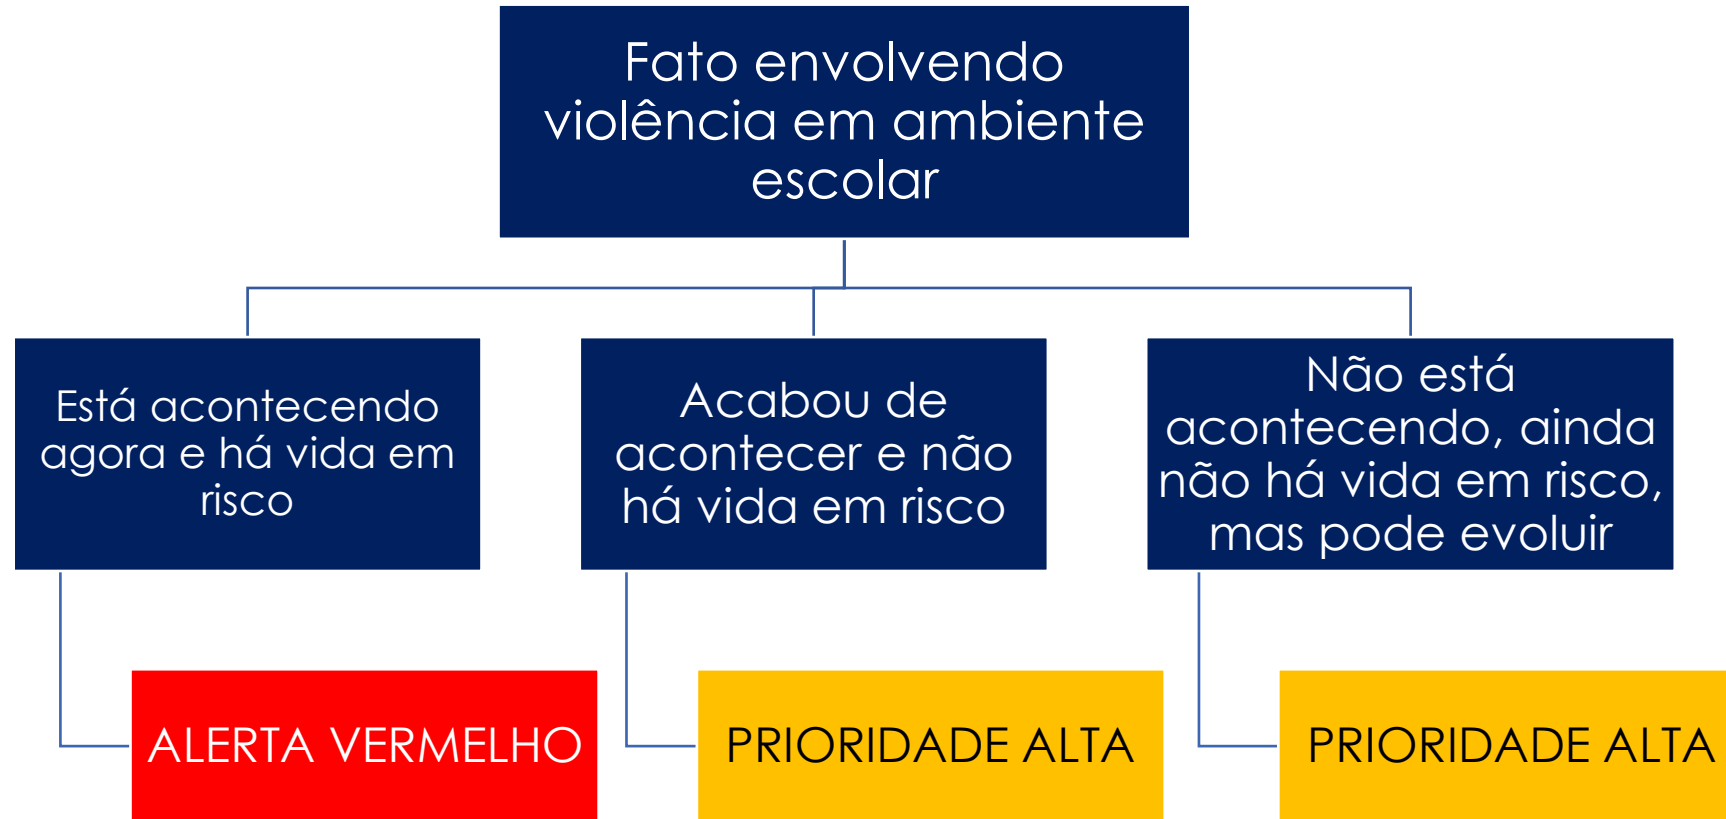 Fato envolvendo
violência em ambiente
escolar
Está acontecendo
agora e há vida em
risco
Acabou de
acontecer e não
há vida em risco
Não está
acontecendo, ainda
não há vida em risco,
mas pode evoluir
ALERTA VERMELHO
PRIORIDADE ALTA
PRIORIDADE ALTA